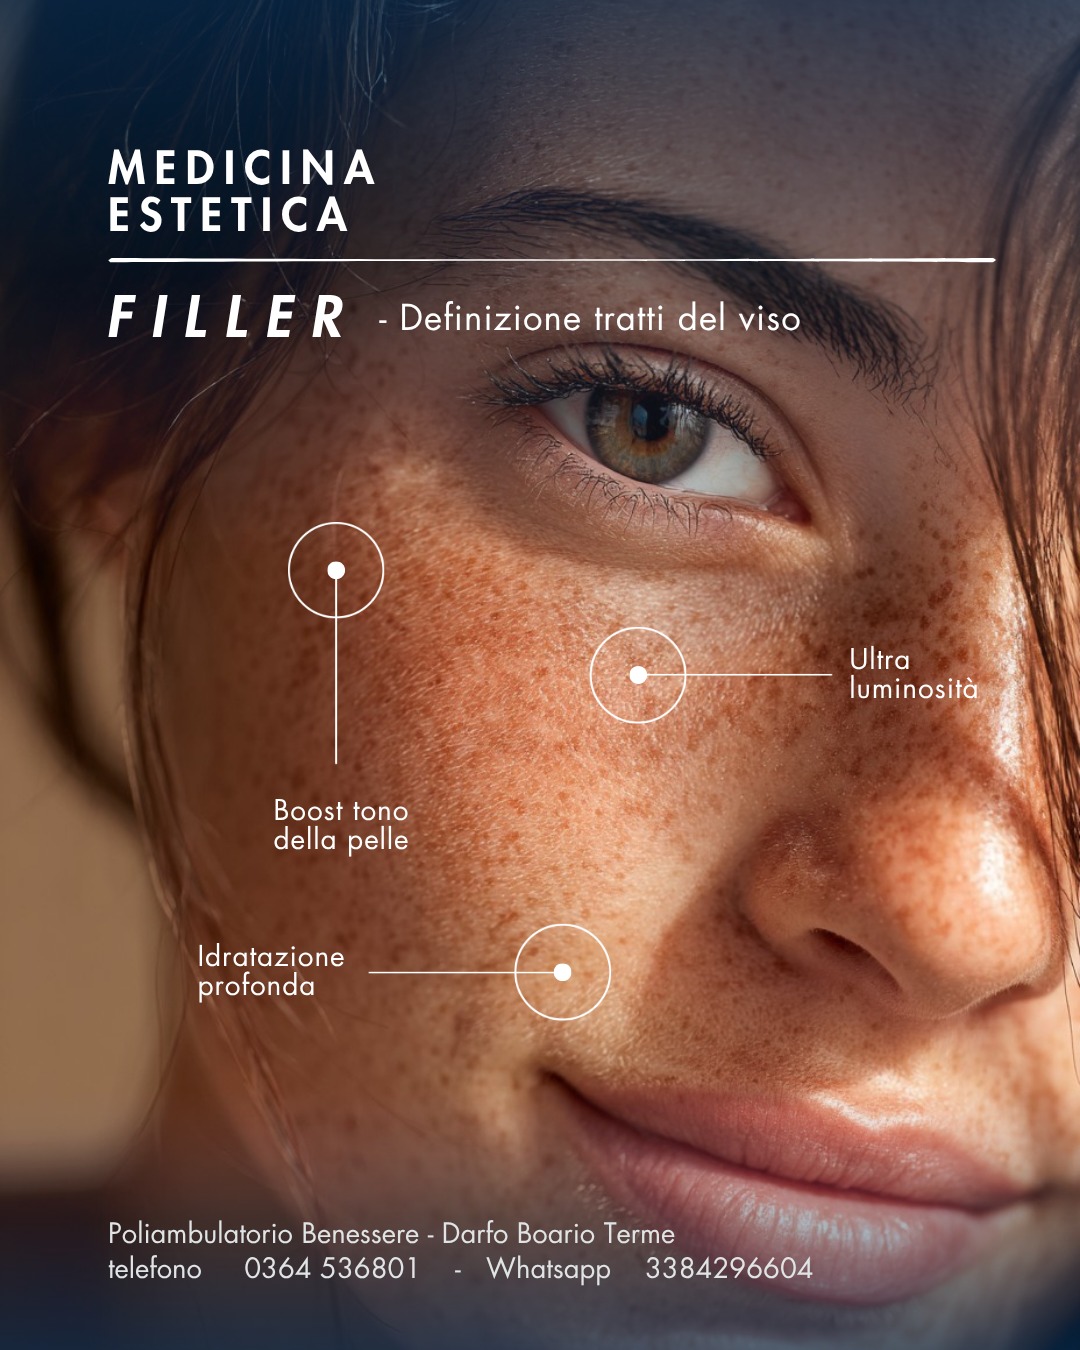 MEDICINA
ESTETICA
FILLER - Definizione tratti del viso
Ultra
luminosità
Boost tono
della pelle
Idratazione
profonda
Poliambulatorio Benessere - Darfo Boario Terme
telefono 0364 536801 - Whatsapp 3384296604